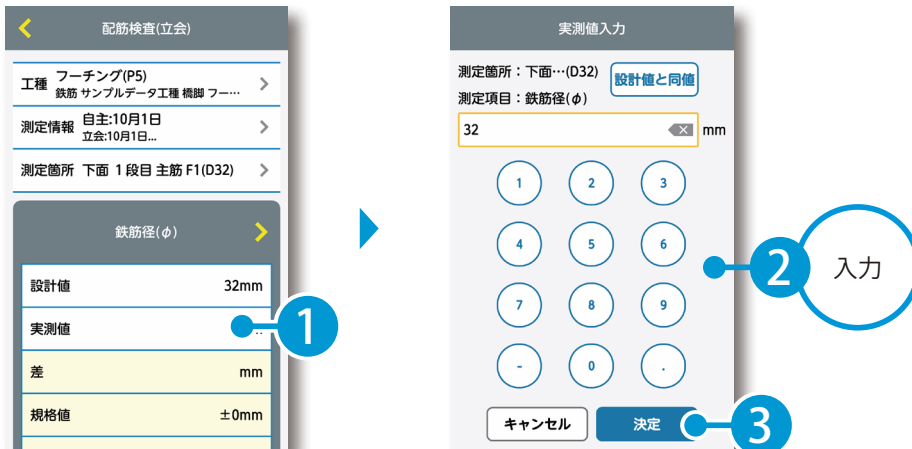 配筋検査(立会)
工種 フーチング(P5)
鉄筋 サンプルデータ工種 橋脚 フー…
測定情報 自主:10月1日
立会:10月1日...
測定箇所 下面 1段目 主筋 F1(D32)
鉄筋径(φ)
設計値 32mm
実測値
差 mm
規格値 ±0mm
1
実測値入力
測定箇所：下面…(D32)
設計値と同値
測定項目：鉄筋径(φ)
32 mm
1 2 3
4 5 6
7 8 9
- 0 .
キャンセル 決定
2 入力
3